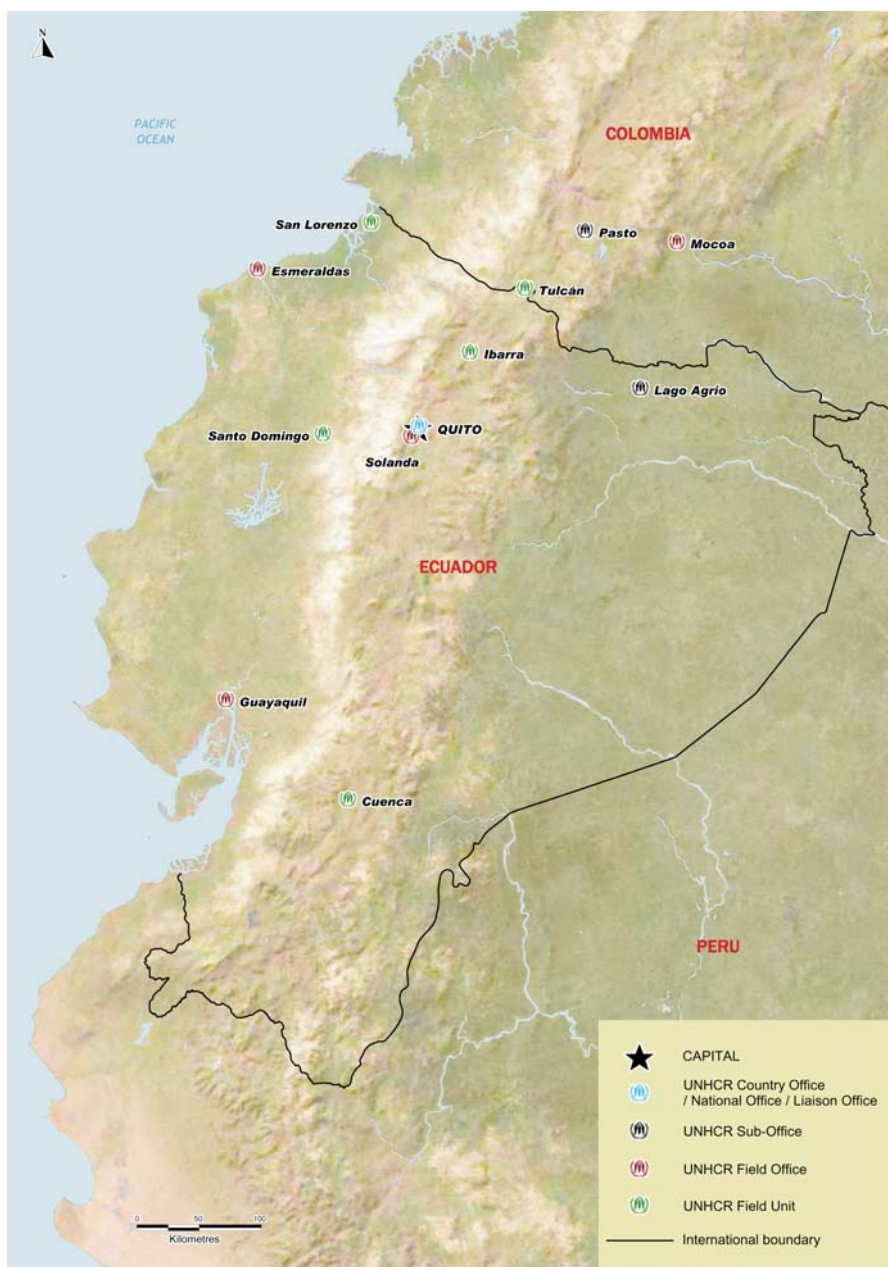 N
PACIFIC
OCEAN
COLOMBIA
San Lorenzo
Pasto
Mocoa
Esmeraldas
Tulcán
Ibarra
Lago Agrio
Santo Domingo
QUITO
Solanda
ECUADOR
Guayaquil
Cuenca
PERU
CAPITAL
UNHCR Country Office
/ National Office / Liaison Office
UNHCR Sub-Office
UNHCR Field Office
UNHCR Field Unit
International boundary
0 50 100
Kilometres